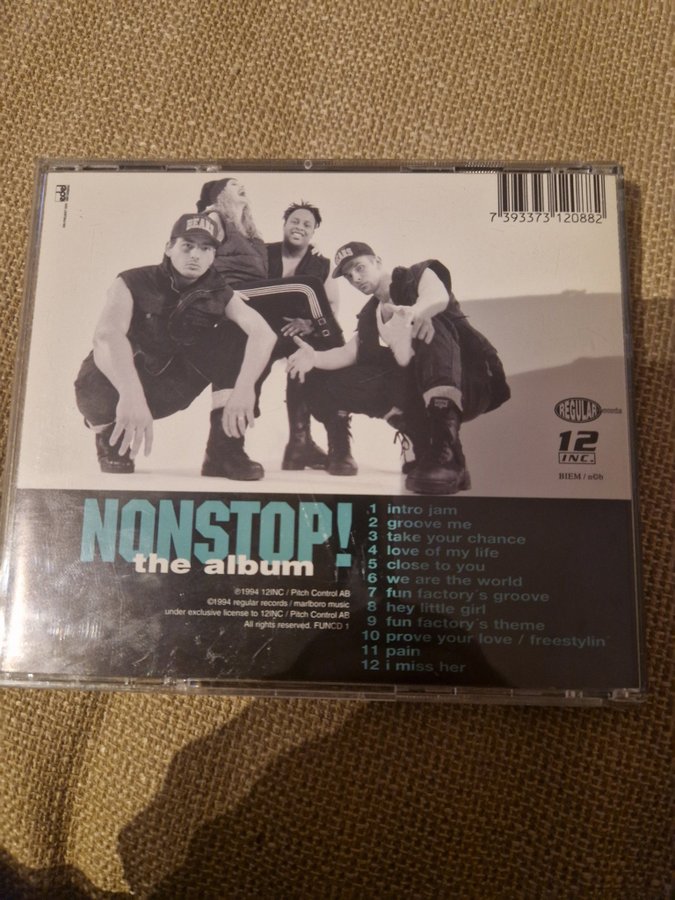 7 393373 120882
BEARS
REGULAR records
12
INC.
BIEM / n©b
NONSTOP!
the album
℗1994 12INC / Pitch Control AB
©1994 regular records / marlboro music
under exclusive license to 12INC / Pitch Control AB
All rights reserved. FUNCD 1
1 intro jam
2 groove me
3 take your chance
4 love of my life
5 close to you
6 we are the world
7 fun factory's groove
8 hey little girl
9 fun factory's theme
10 prove your love / freestylin'
11 pain
12 i miss her